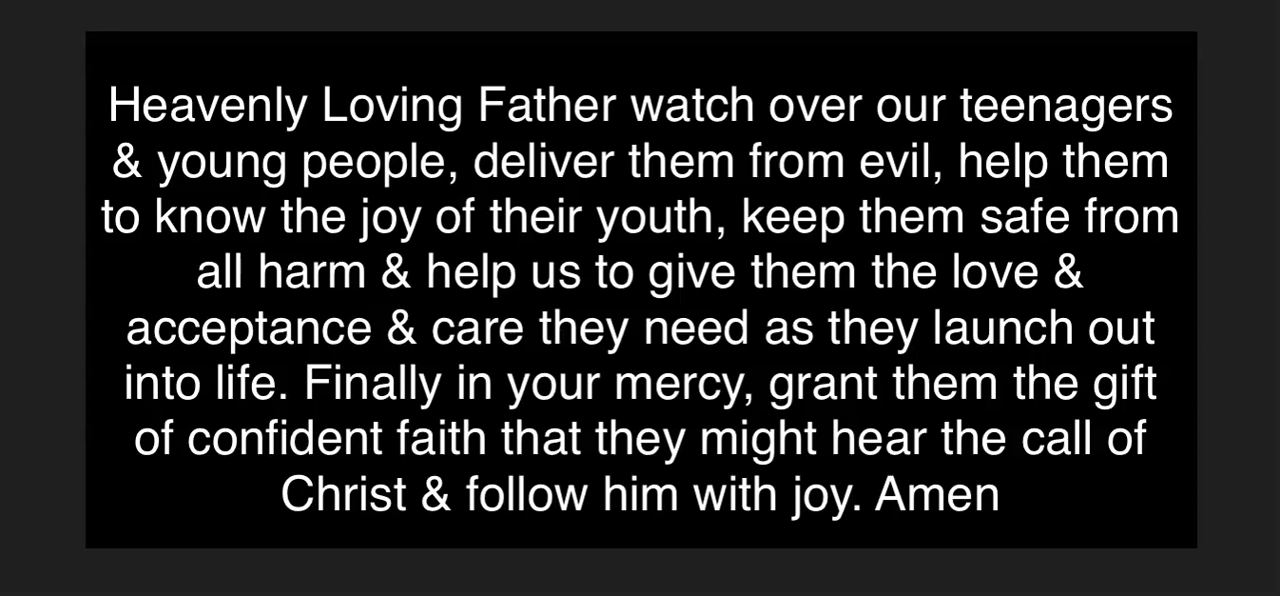 Heavenly Loving Father watch over our teenagers
& young people, deliver them from evil, help them
to know the joy of their youth, keep them safe from
all harm & help us to give them the love &
acceptance & care they need as they launch out
into life. Finally in your mercy, grant them the gift
of confident faith that they might hear the call of
Christ & follow him with joy. Amen